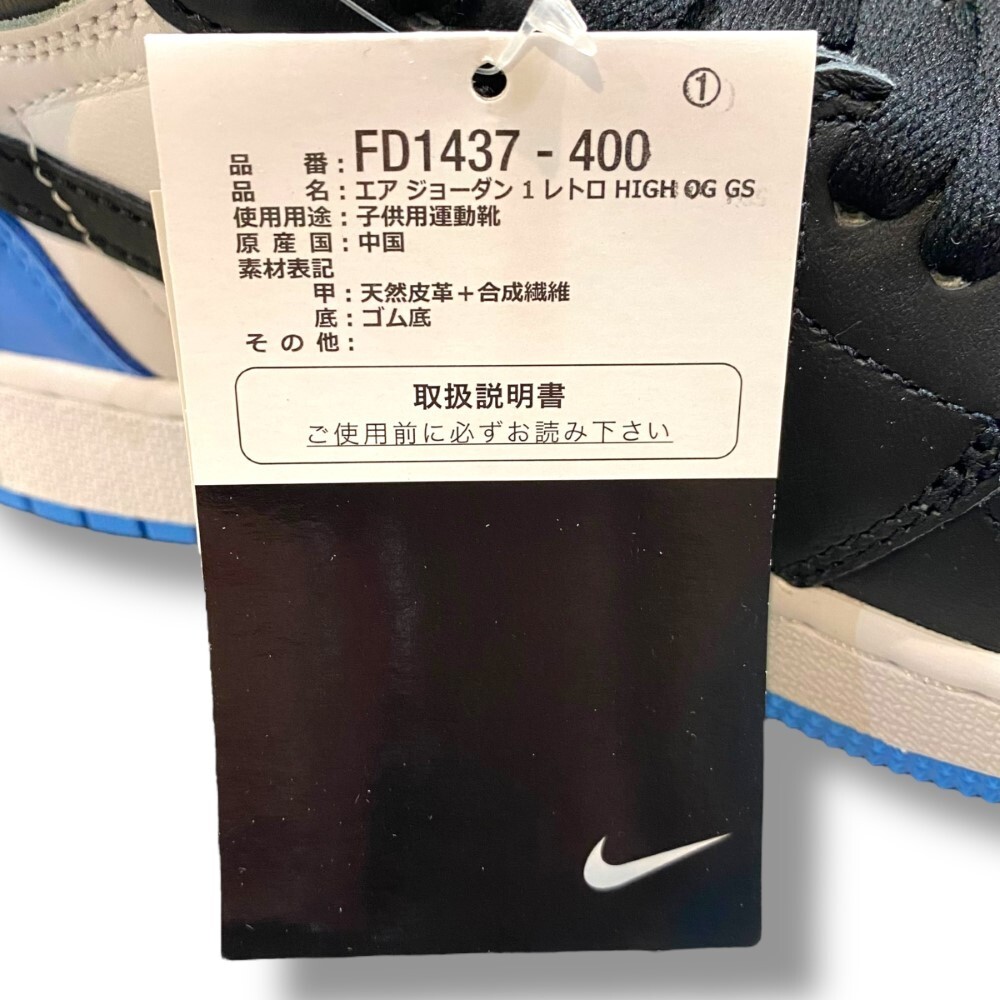 ①
品 番：FD1437 - 400
品 名：エア ジョーダン 1 レトロ HIGH OG GS
使用用途：子供用運動靴
原 産 国：中国
素材表記
甲：天然皮革＋合成繊維
底：ゴム底
そ の 他：
取扱説明書
ご使用前に必ずお読み下さい